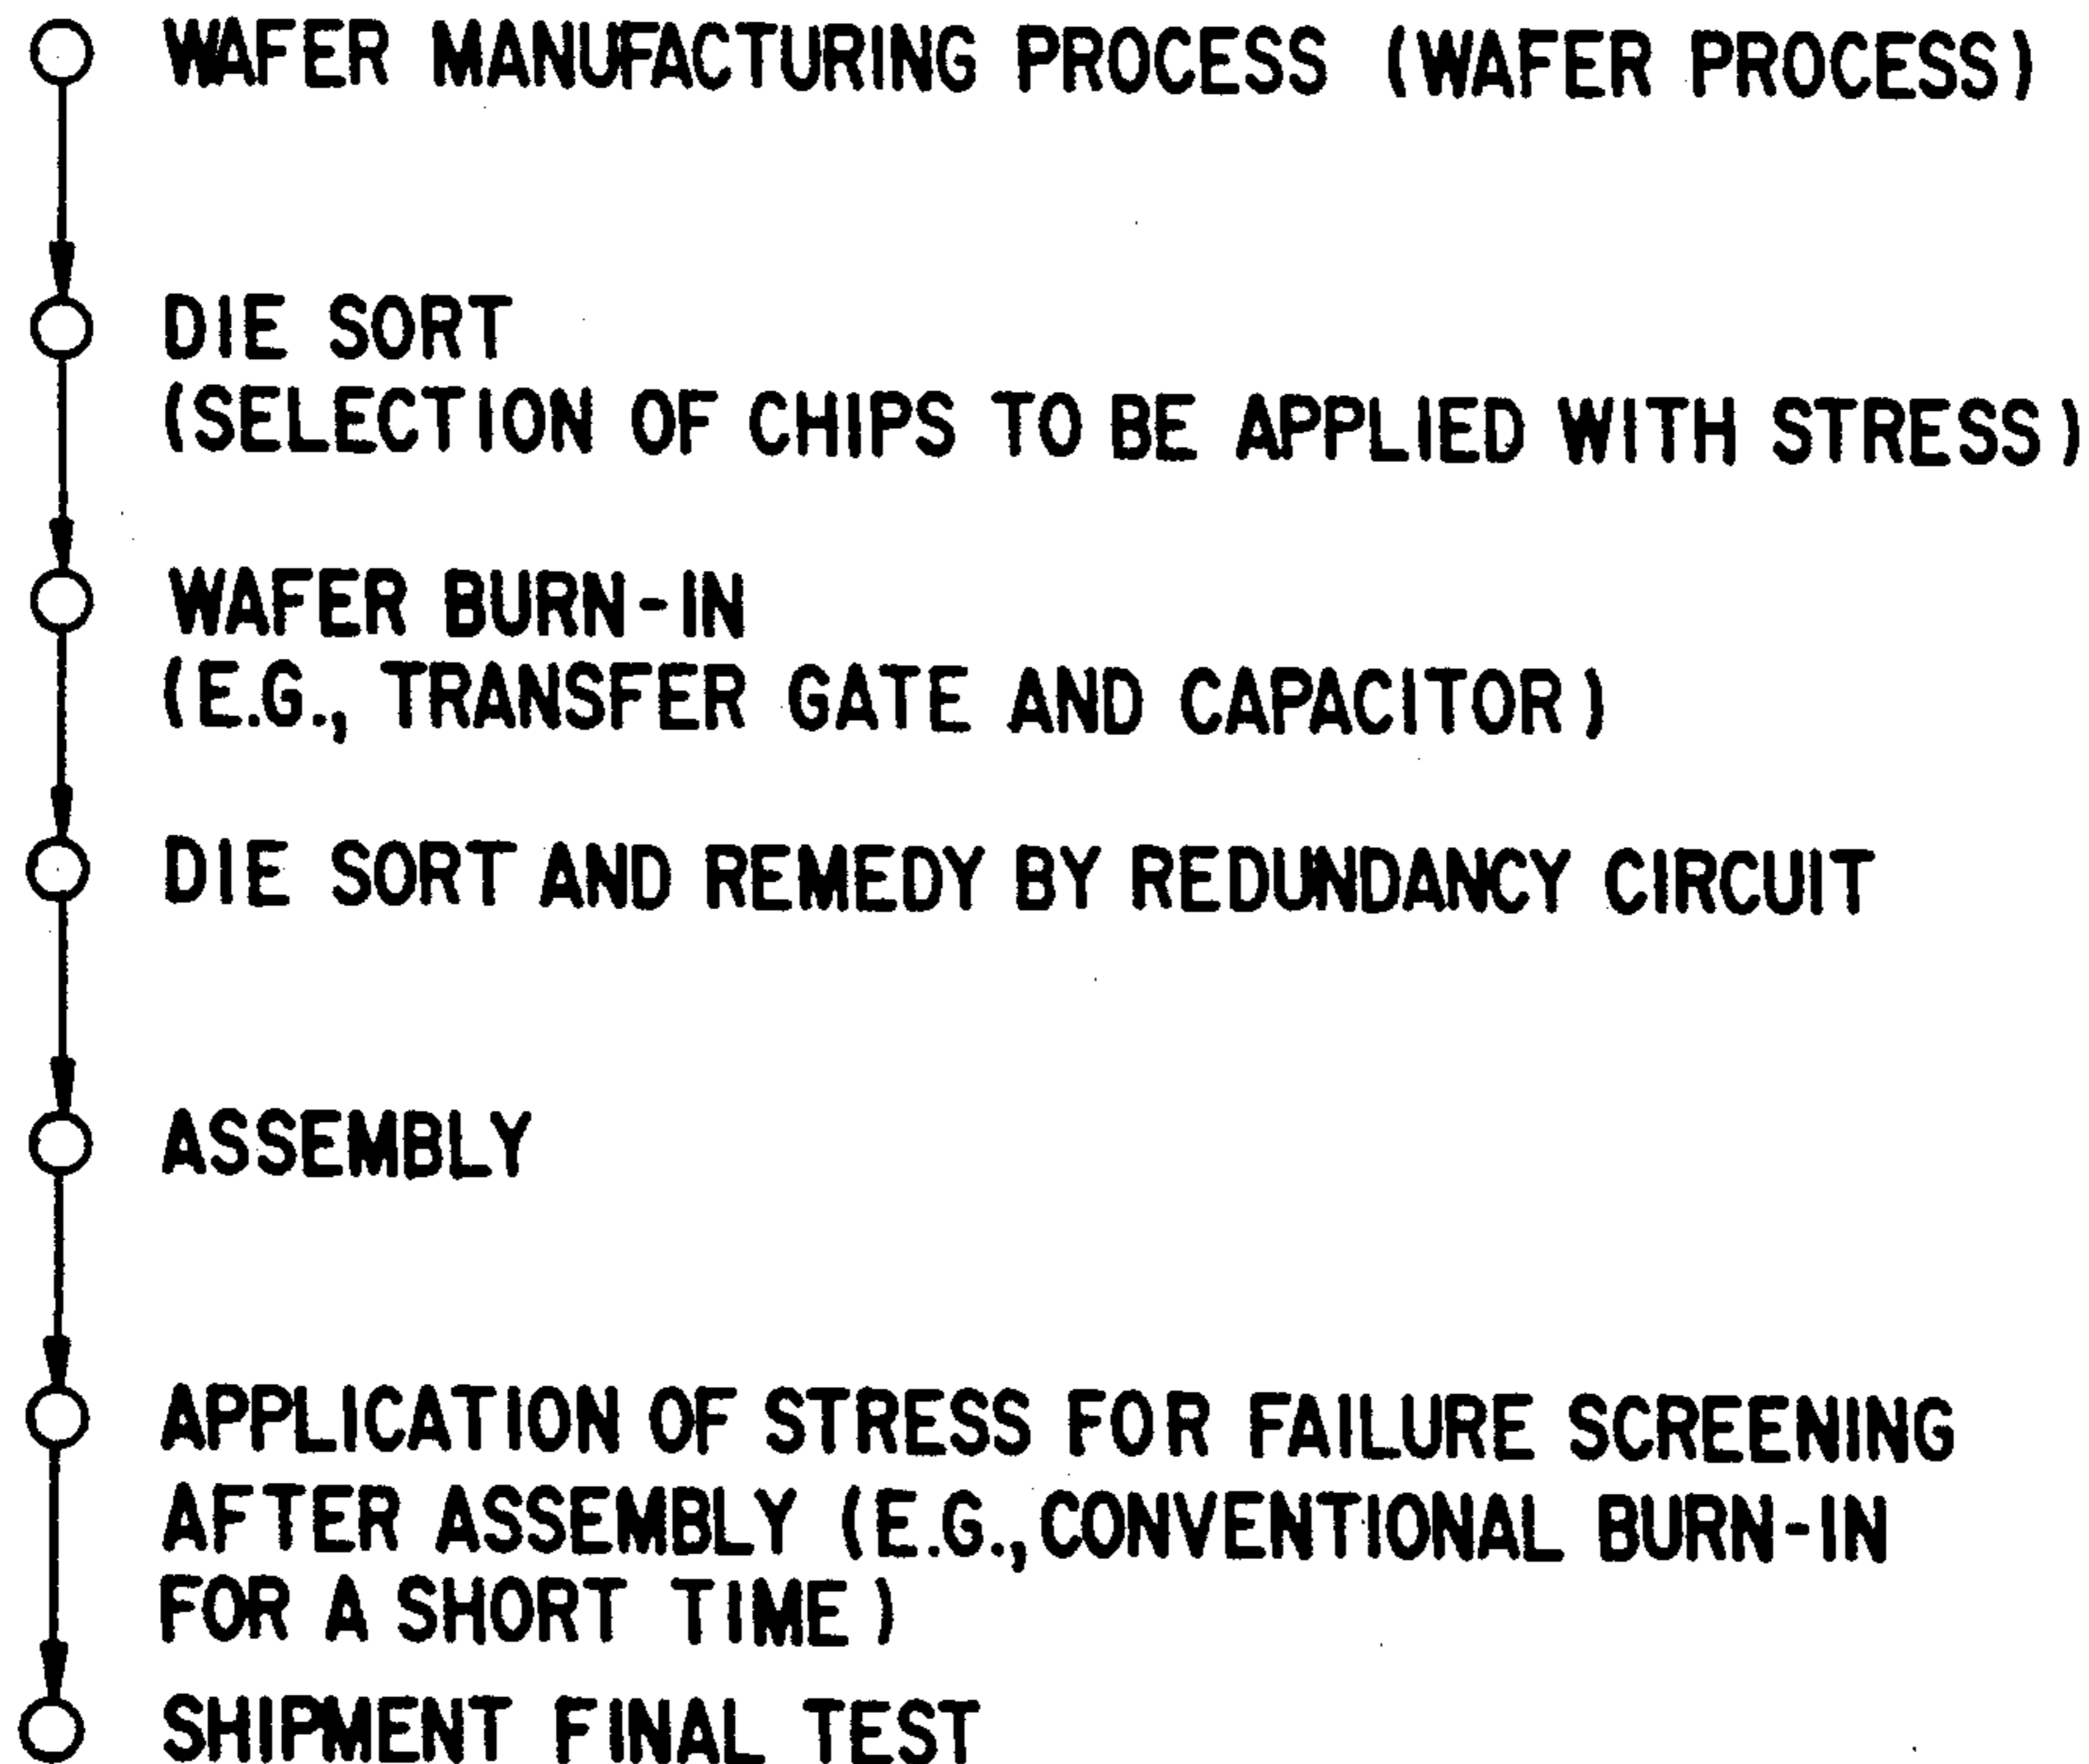 WAFER MANUFACTURING PROCESS (WAFER PROCESS)
DIE SORT
(SELECTION OF CHIPS TO BE APPLIED WITH STRESS)
WAFER BURN-IN
(E.G., TRANSFER GATE AND CAPACITOR)
DIE SORT AND REMEDY BY REDUNDANCY CIRCUIT
ASSEMBLY
APPLICATION OF STRESS FOR FAILURE SCREENING
AFTER ASSEMBLY (E.G., CONVENTIONAL BURN-IN
FOR A SHORT TIME)
SHIPMENT FINAL TEST